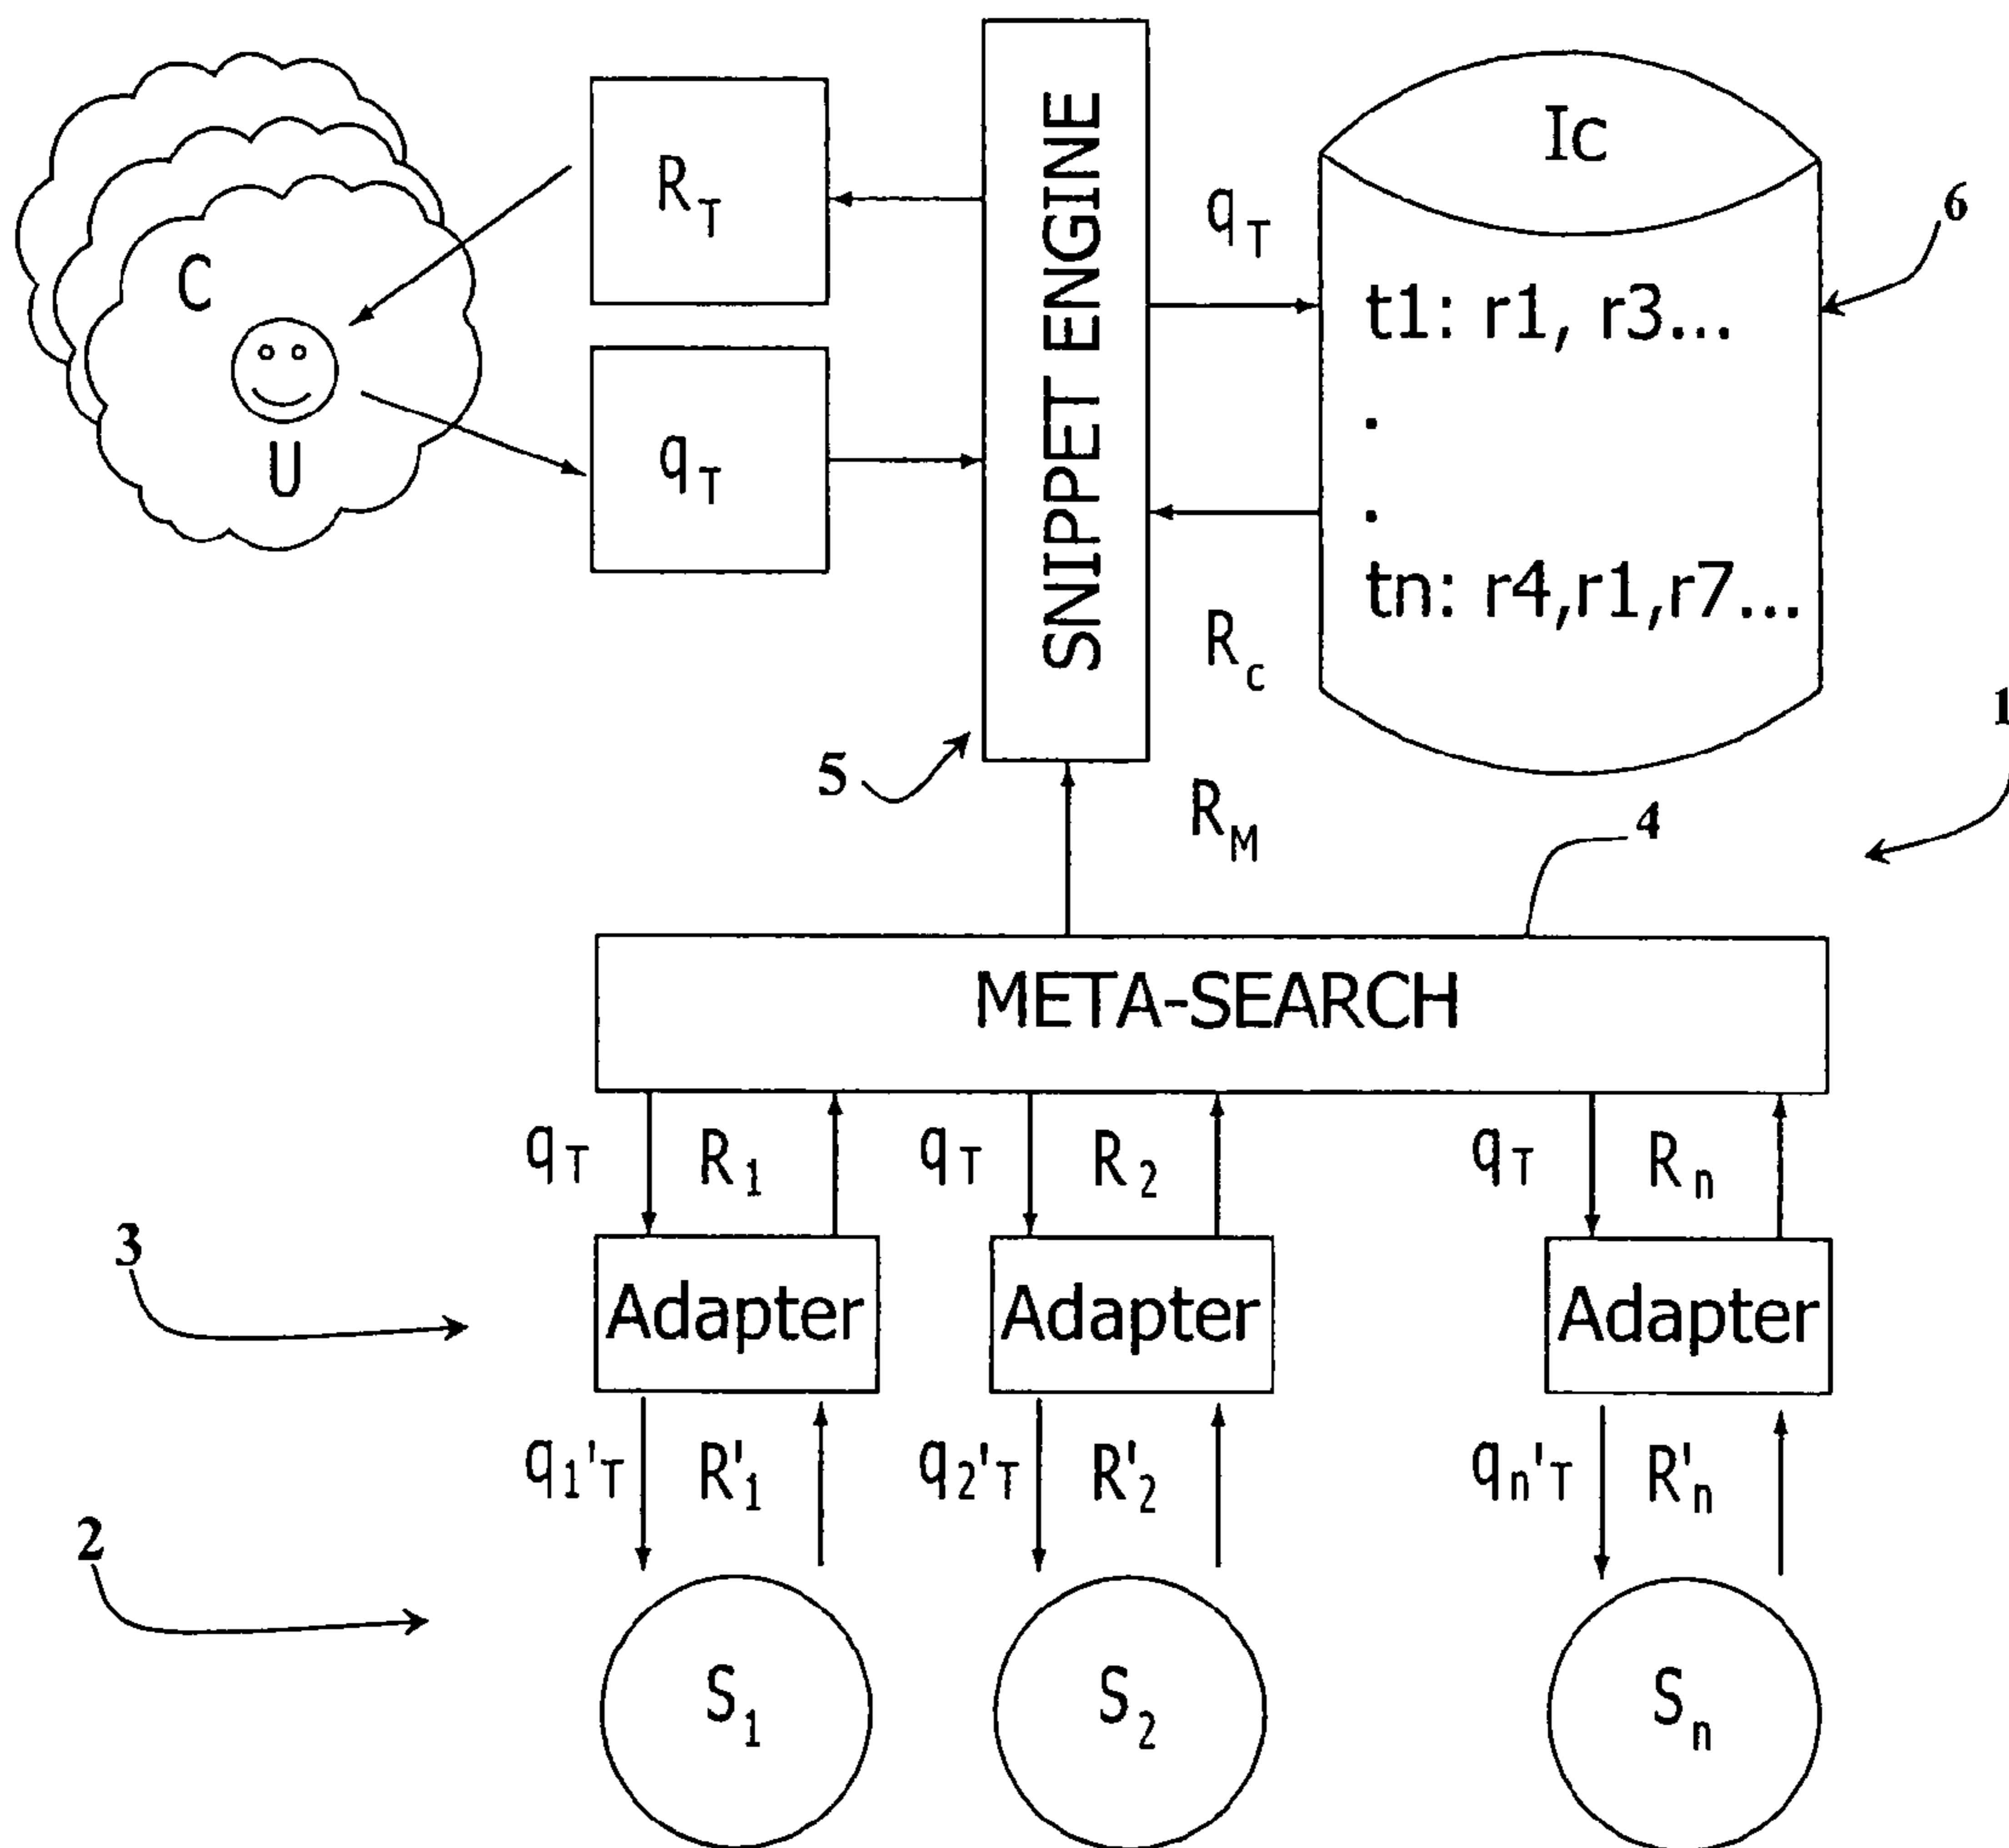 SNIPPET ENGINE
IC
R_T
q_T
6
C
t1: r1, r3...
.
U
q_T
.
tn: r4,r1,r7...
R_c
1
5
R_M
4
META-SEARCH
q_T R_1 q_T R_2 q_T R_n
3
Adapter Adapter Adapter
q_1'_T R'_1 q_2'_T R'_2 q_n'_T R'_n
2
S_1 S_2 S_n